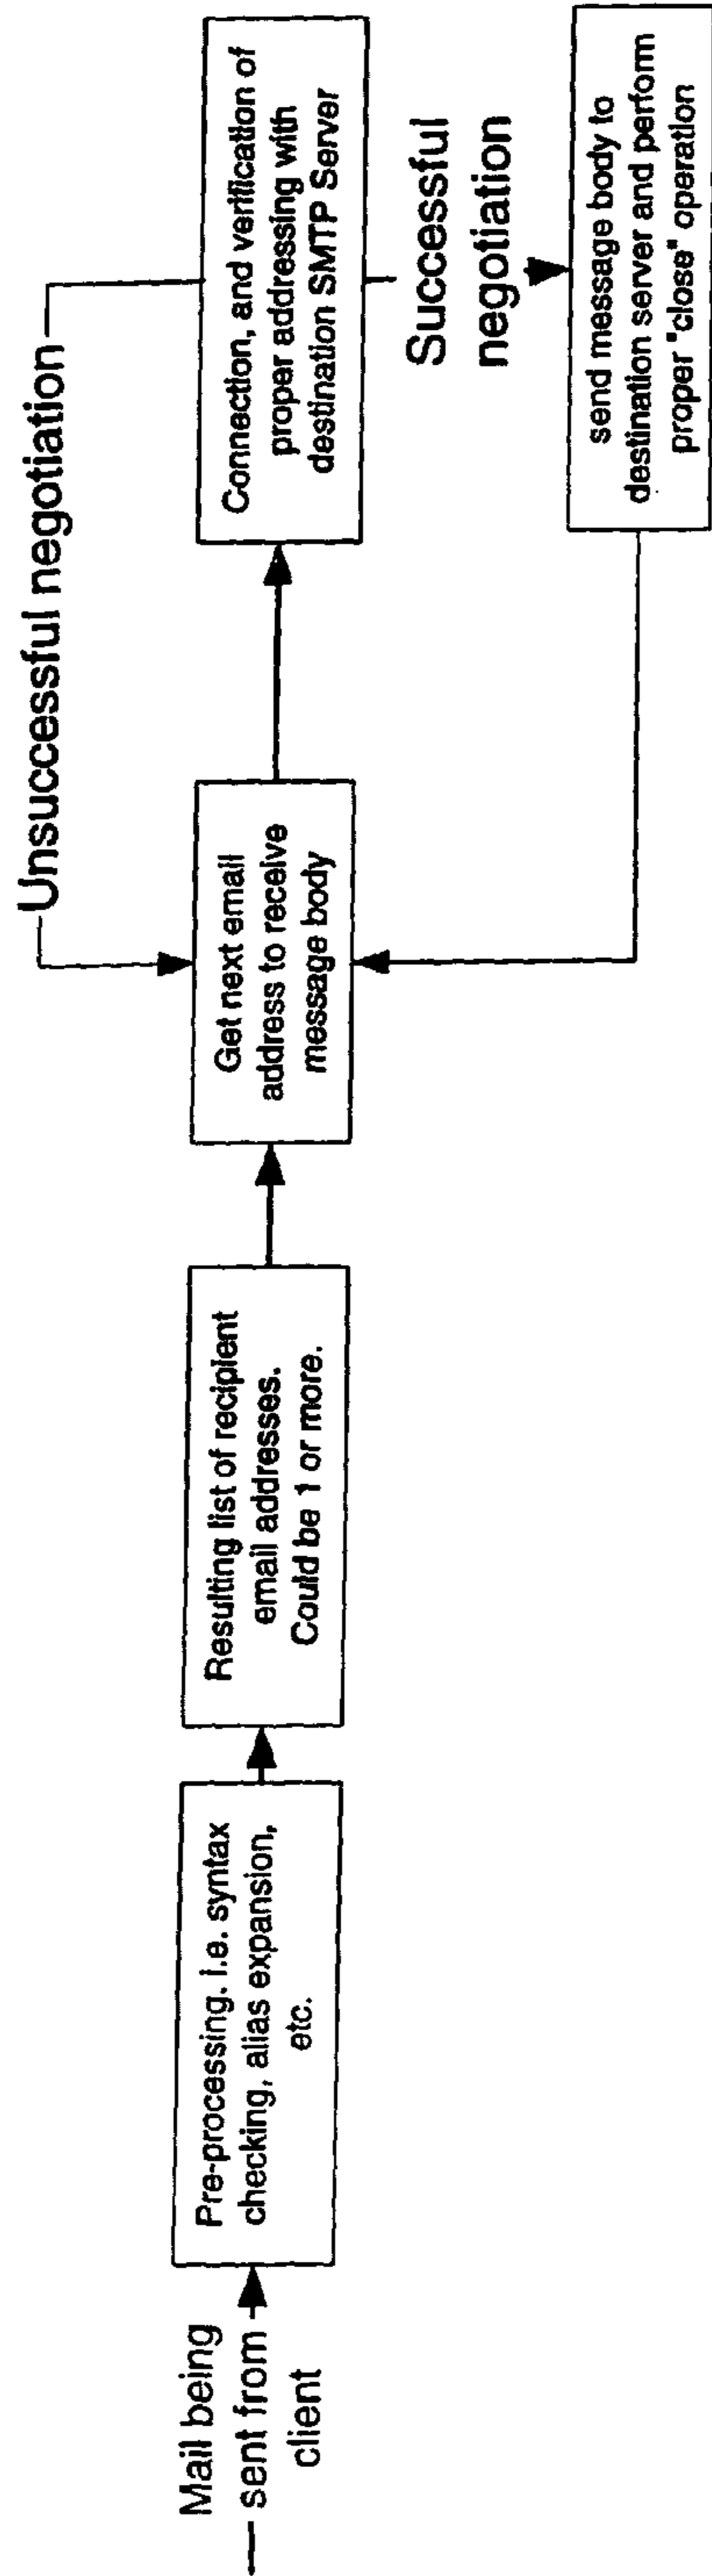 Mail being
sent from
client
Pre-processing. i.e. syntax
checking, alias expansion,
etc.
Resulting list of recipient
email addresses.
Could be 1 or more.
Get next email
address to receive
message body
Unsuccessful negotiation
Connection, and verification of
proper addressing with
destination SMTP Server
Successful
negotiation
send message body to
destination server and perform
proper "close" operation